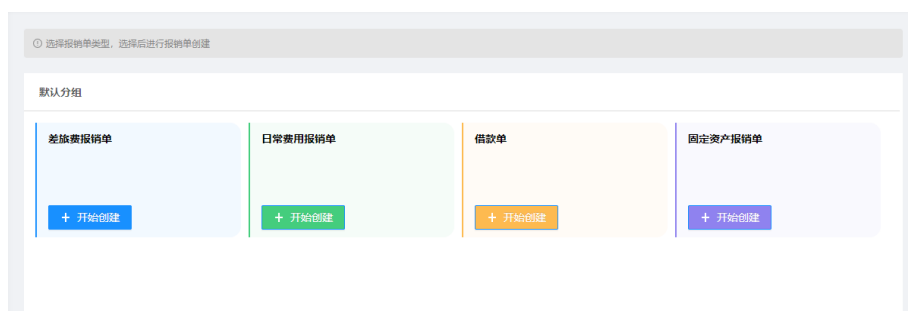 选择报销单类型，选择后进行报销单创建
默认分组
差旅费报销单
日常费用报销单
借款单
固定资产报销单
+ 开始创建
+ 开始创建
+ 开始创建
+ 开始创建